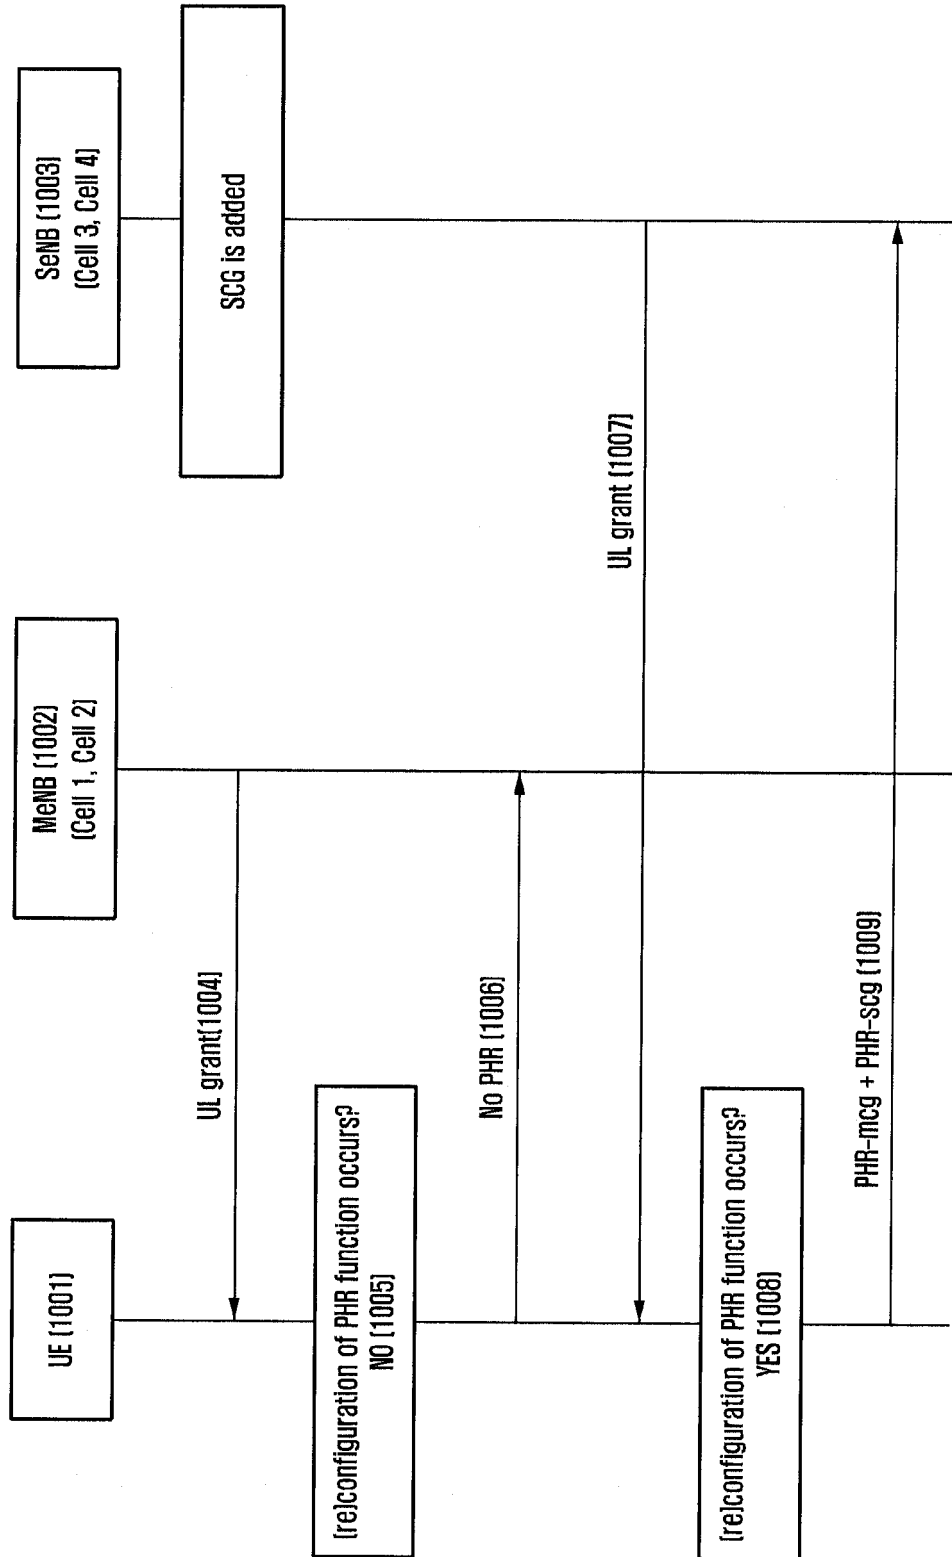 UE (1001)
MeNB (1002)
(Cell 1, Cell 2)
SeNB (1003)
(Cell 3, Cell 4)
SCG is added
UL grant(1004)
(re)configuration of PHR function occurs?
NO (1005)
No PHR (1006)
UL grant (1007)
(re)configuration of PHR function occurs?
YES (1008)
PHR-mcg + PHR-scg (1009)